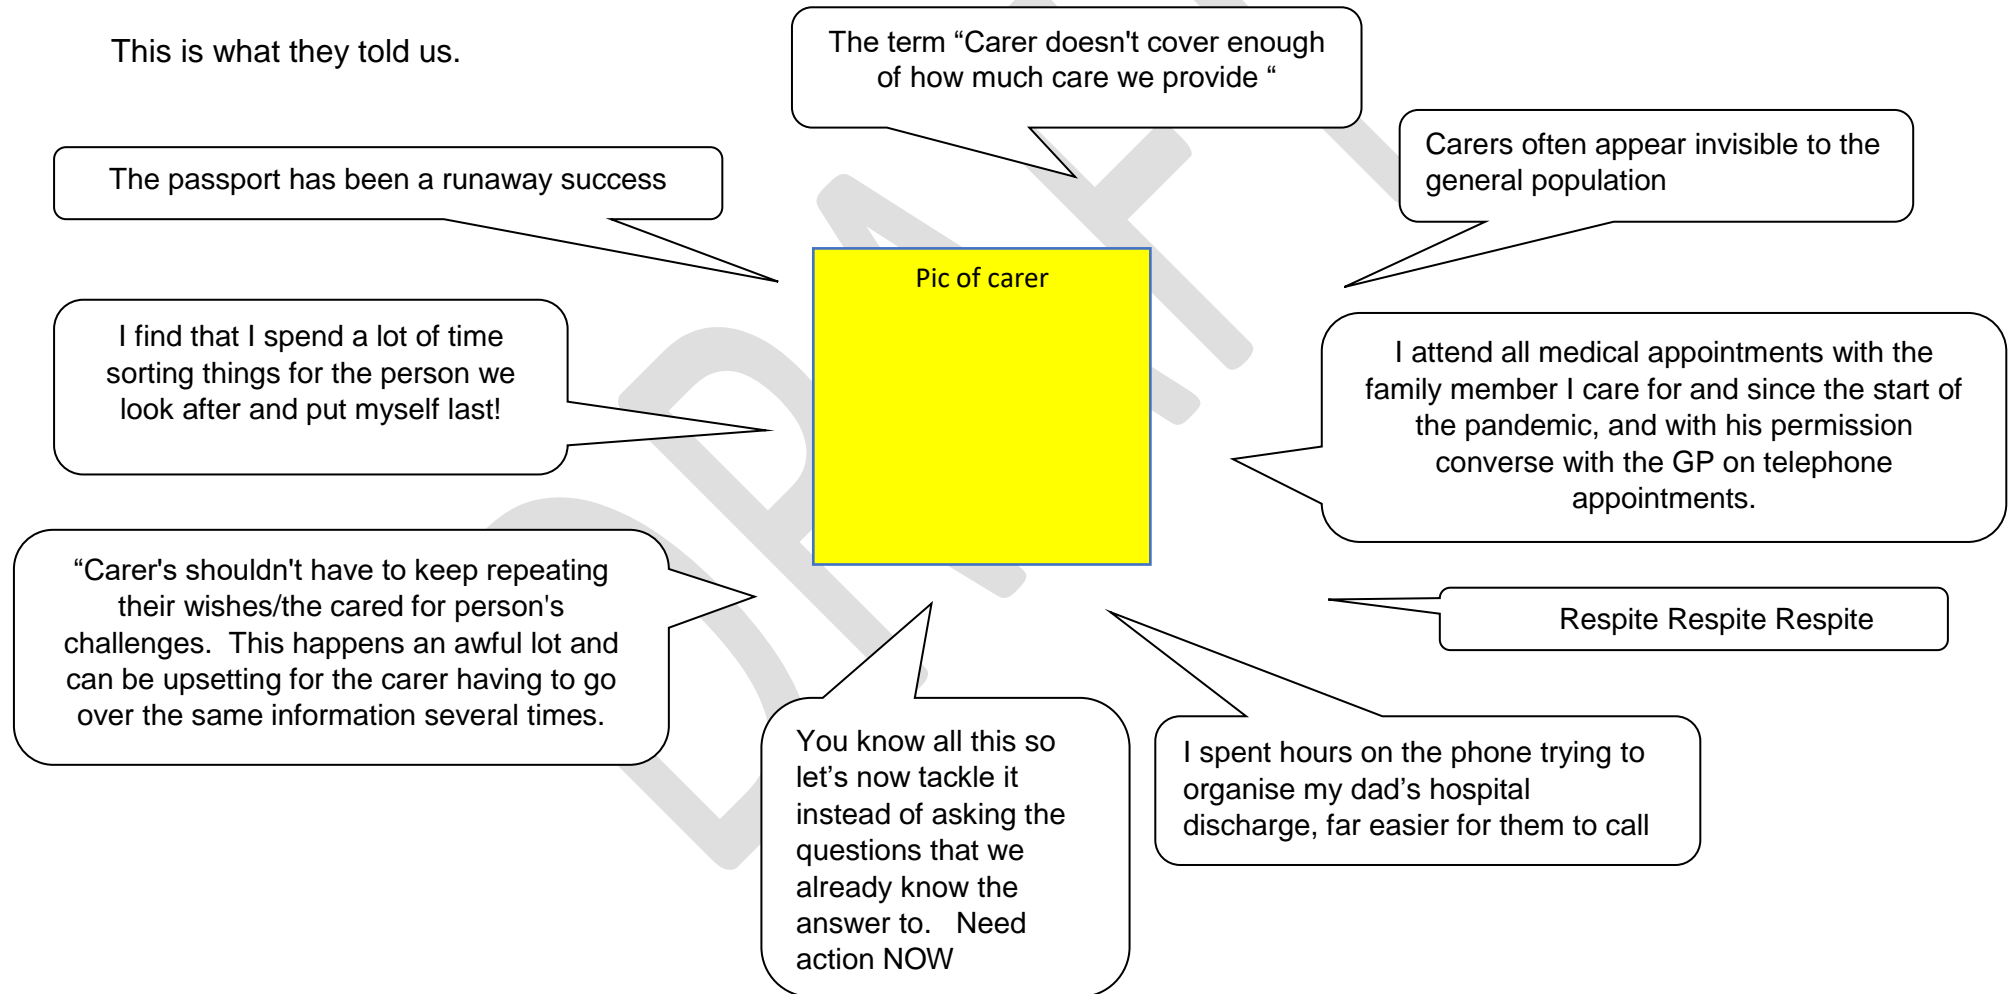 This is what they told us.
The term “Carer doesn't cover enough
of how much care we provide “
Carers often appear invisible to the
general population
The passport has been a runaway success
Pic of carer
I find that I spend a lot of time
sorting things for the person we
look after and put myself last!
I attend all medical appointments with the
family member I care for and since the start of
the pandemic, and with his permission
converse with the GP on telephone
appointments.
“Carer's shouldn't have to keep repeating
their wishes/the cared for person's
challenges.  This happens an awful lot and
can be upsetting for the carer having to go
over the same information several times.
Respite Respite Respite
You know all this so
let’s now tackle it
instead of asking the
questions that we
already know the
answer to.   Need
action NOW
I spent hours on the phone trying to
organise my dad’s hospital
discharge, far easier for them to call
DRAFT